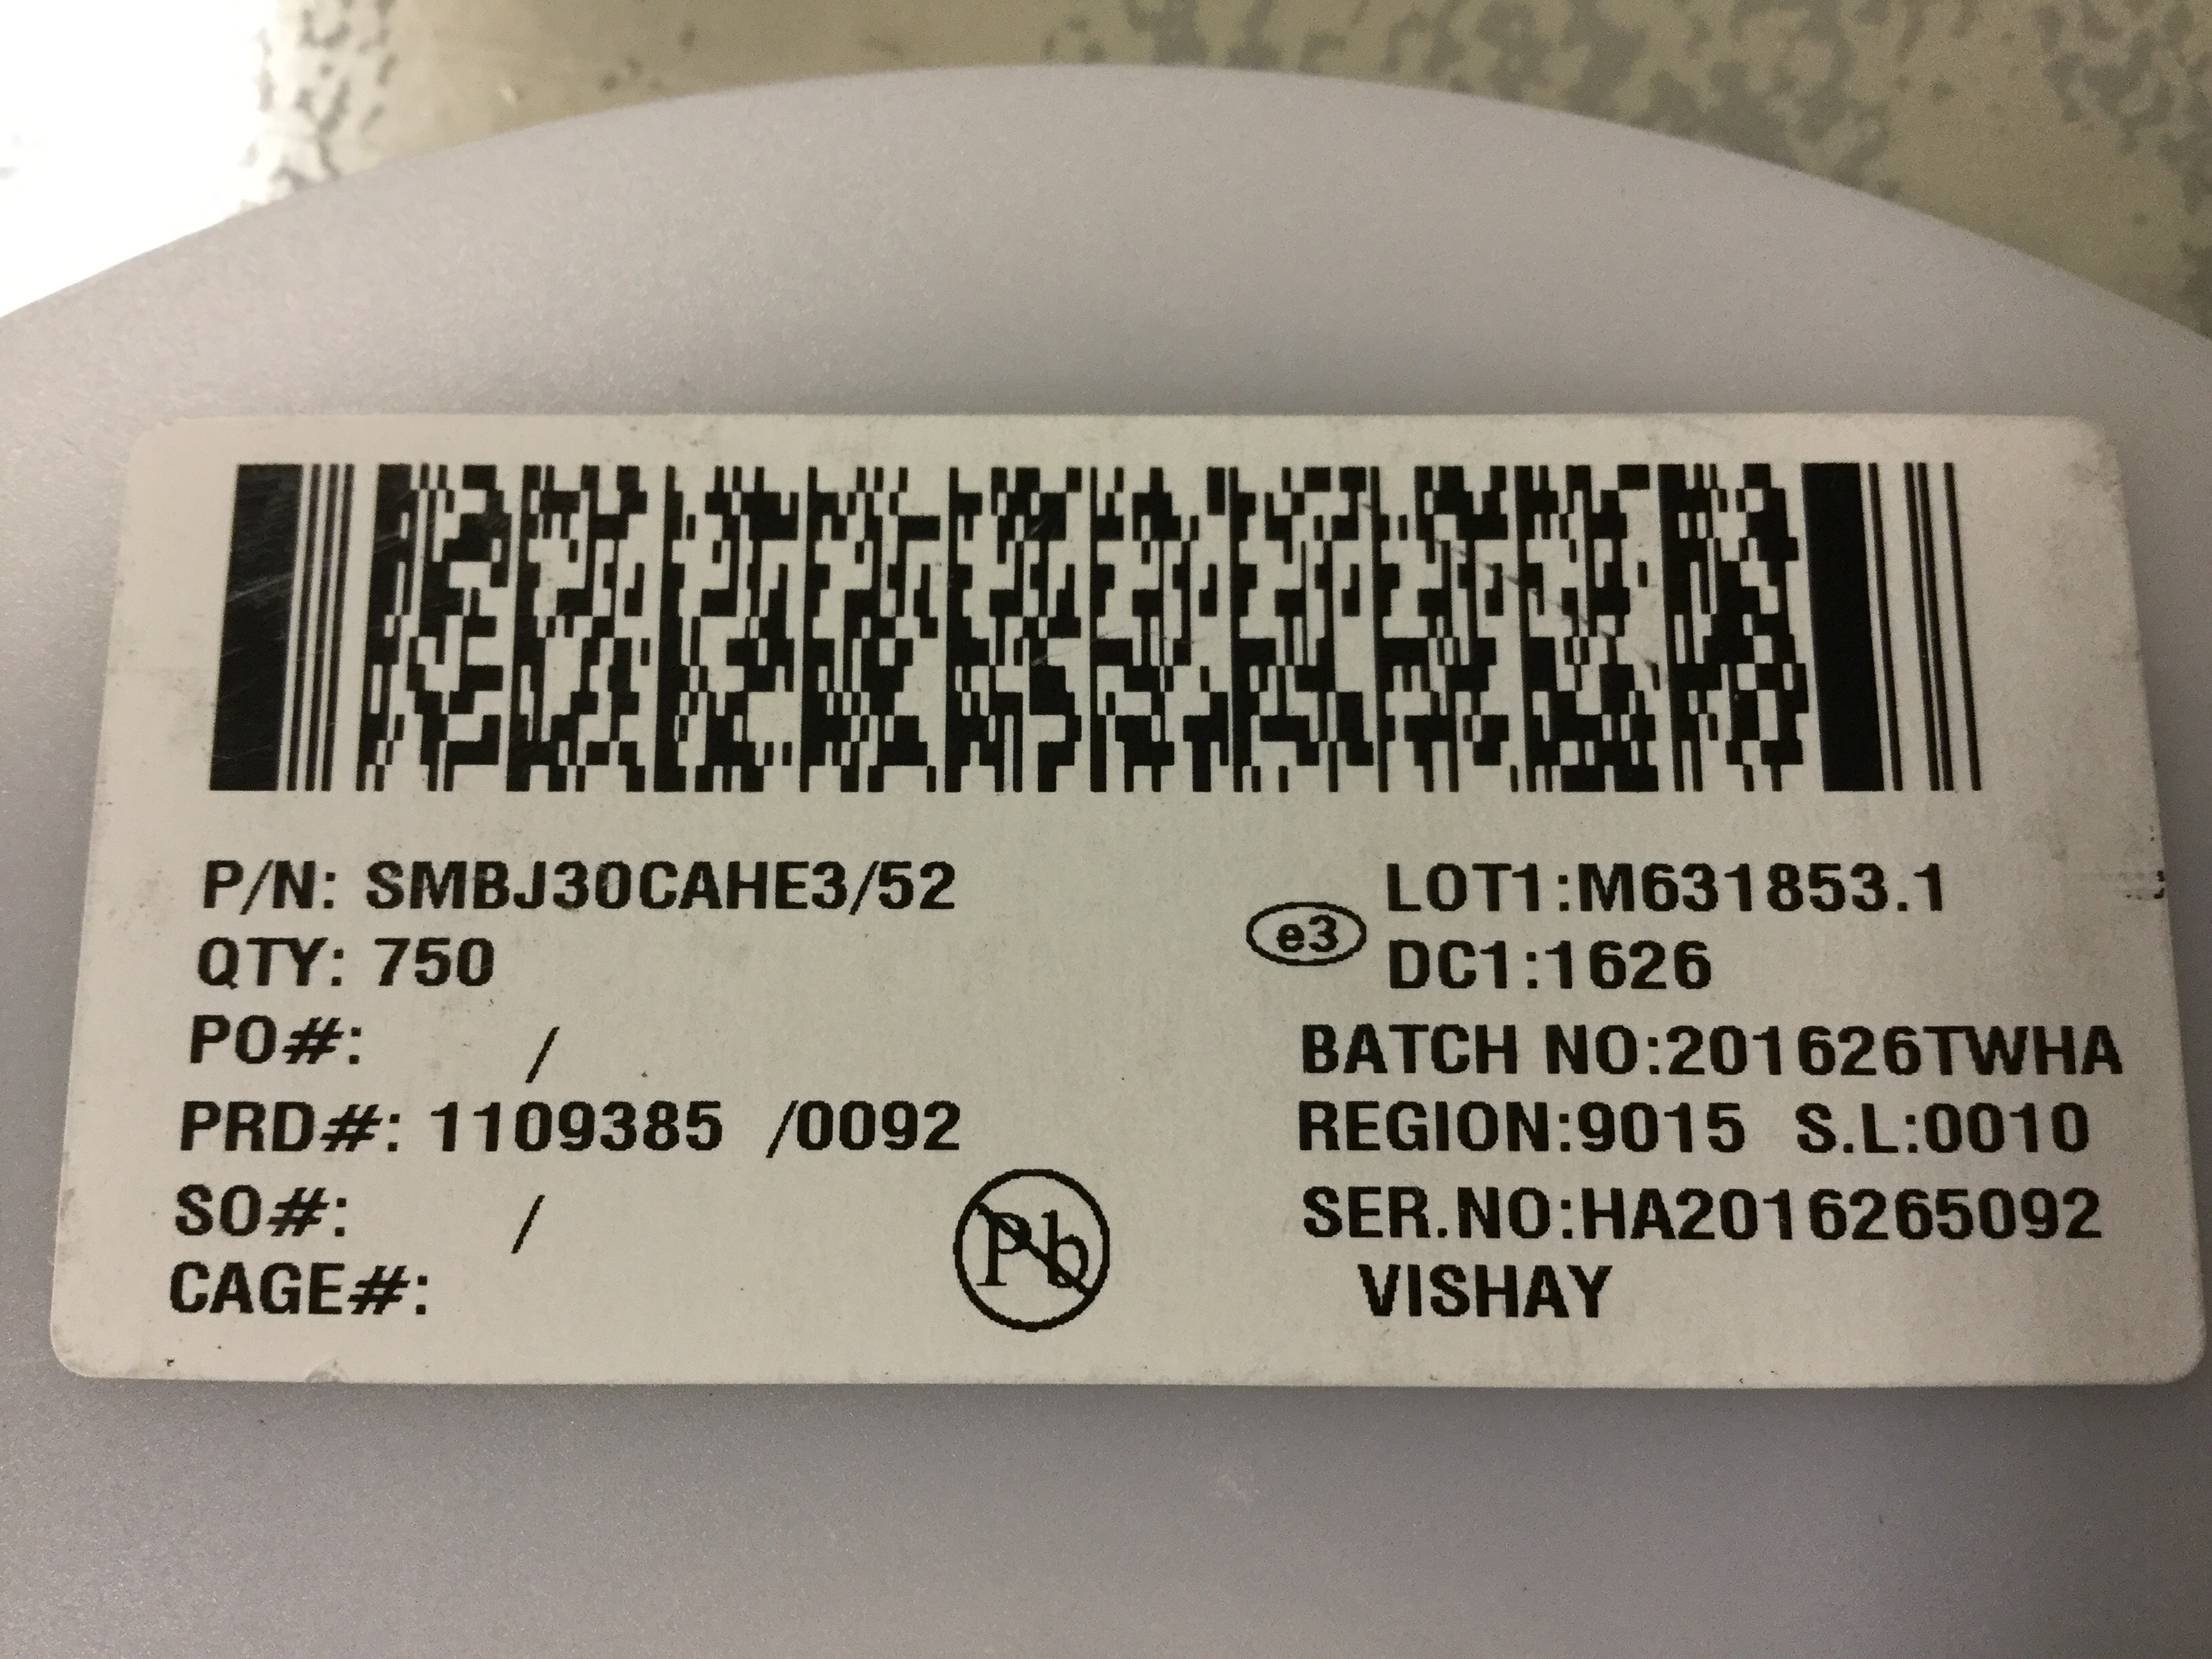 P/N: SMBJ30CAHE3/52
QTY: 750
PO#: /
PRD#: 1109385 /0092
SO#: /
CAGE#:
Pb
e3
LOT1:M631853.1
DC1:1626
BATCH NO:201626TWHA
REGION:9015 S.L:0010
SER.NO:HA2016265092
VISHAY